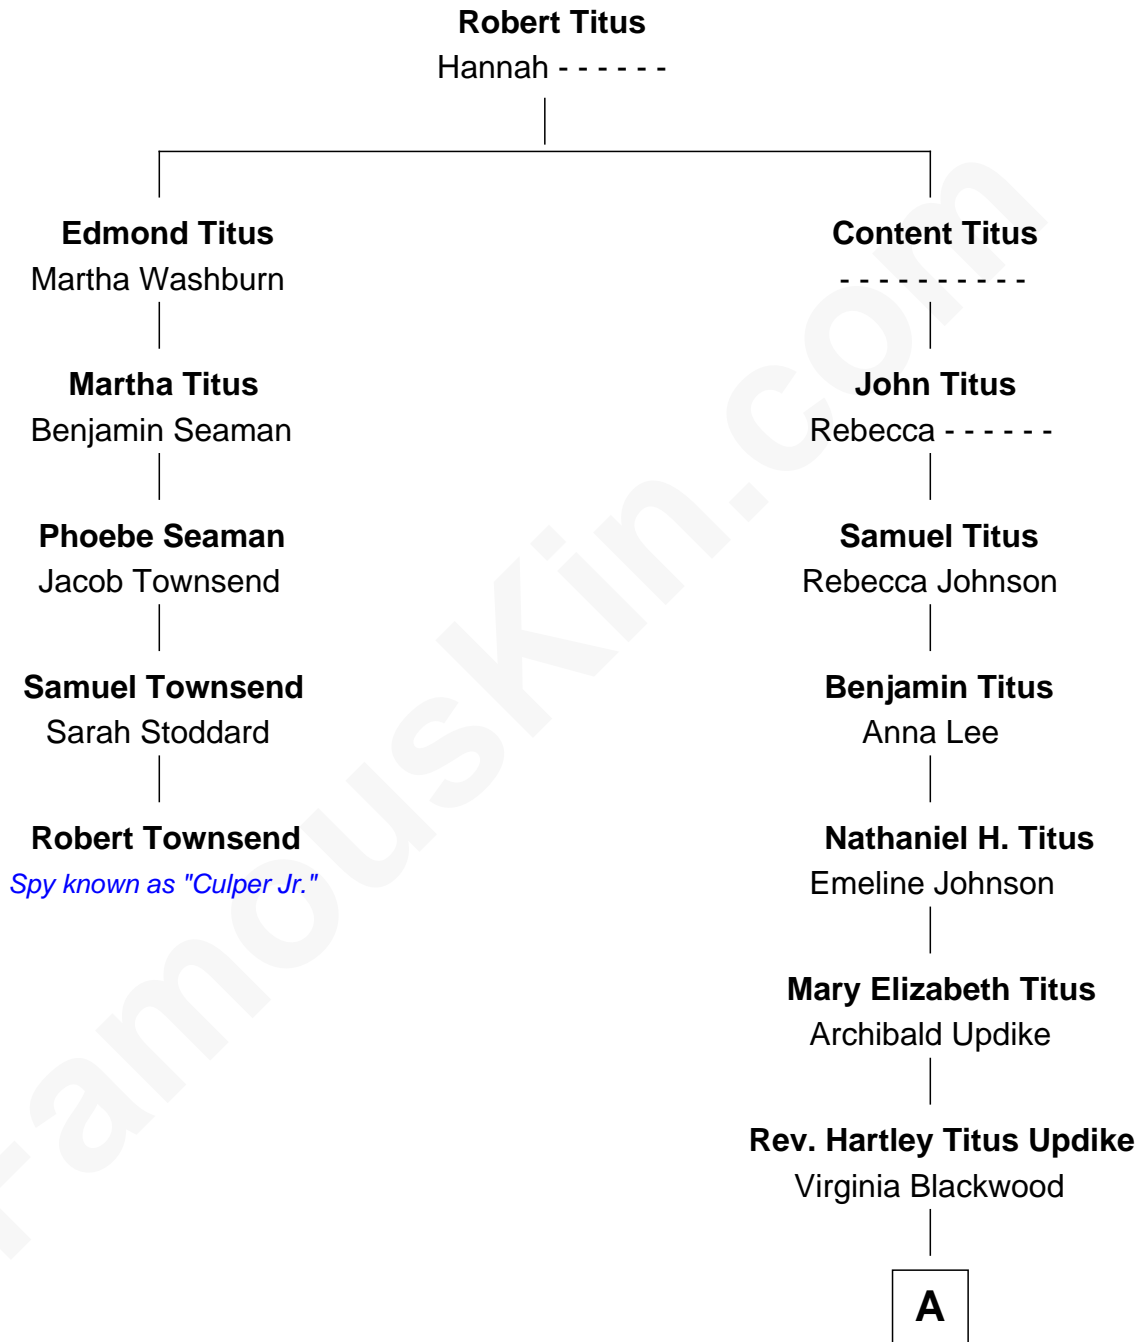 Robert Titus
Hannah - - - - - -
Edmond Titus
Martha Washburn
Content Titus
- - - - - - - - - -
Martha Titus
Benjamin Seaman
John Titus
Rebecca - - - - - -
Phoebe Seaman
Jacob Townsend
Samuel Titus
Rebecca Johnson
Samuel Townsend
Sarah Stoddard
Benjamin Titus
Anna Lee
Robert Townsend
Spy known as "Culper Jr."
Nathaniel H. Titus
Emeline Johnson
Mary Elizabeth Titus
Archibald Updike
Rev. Hartley Titus Updike
Virginia Blackwood
A
FamousKin.com